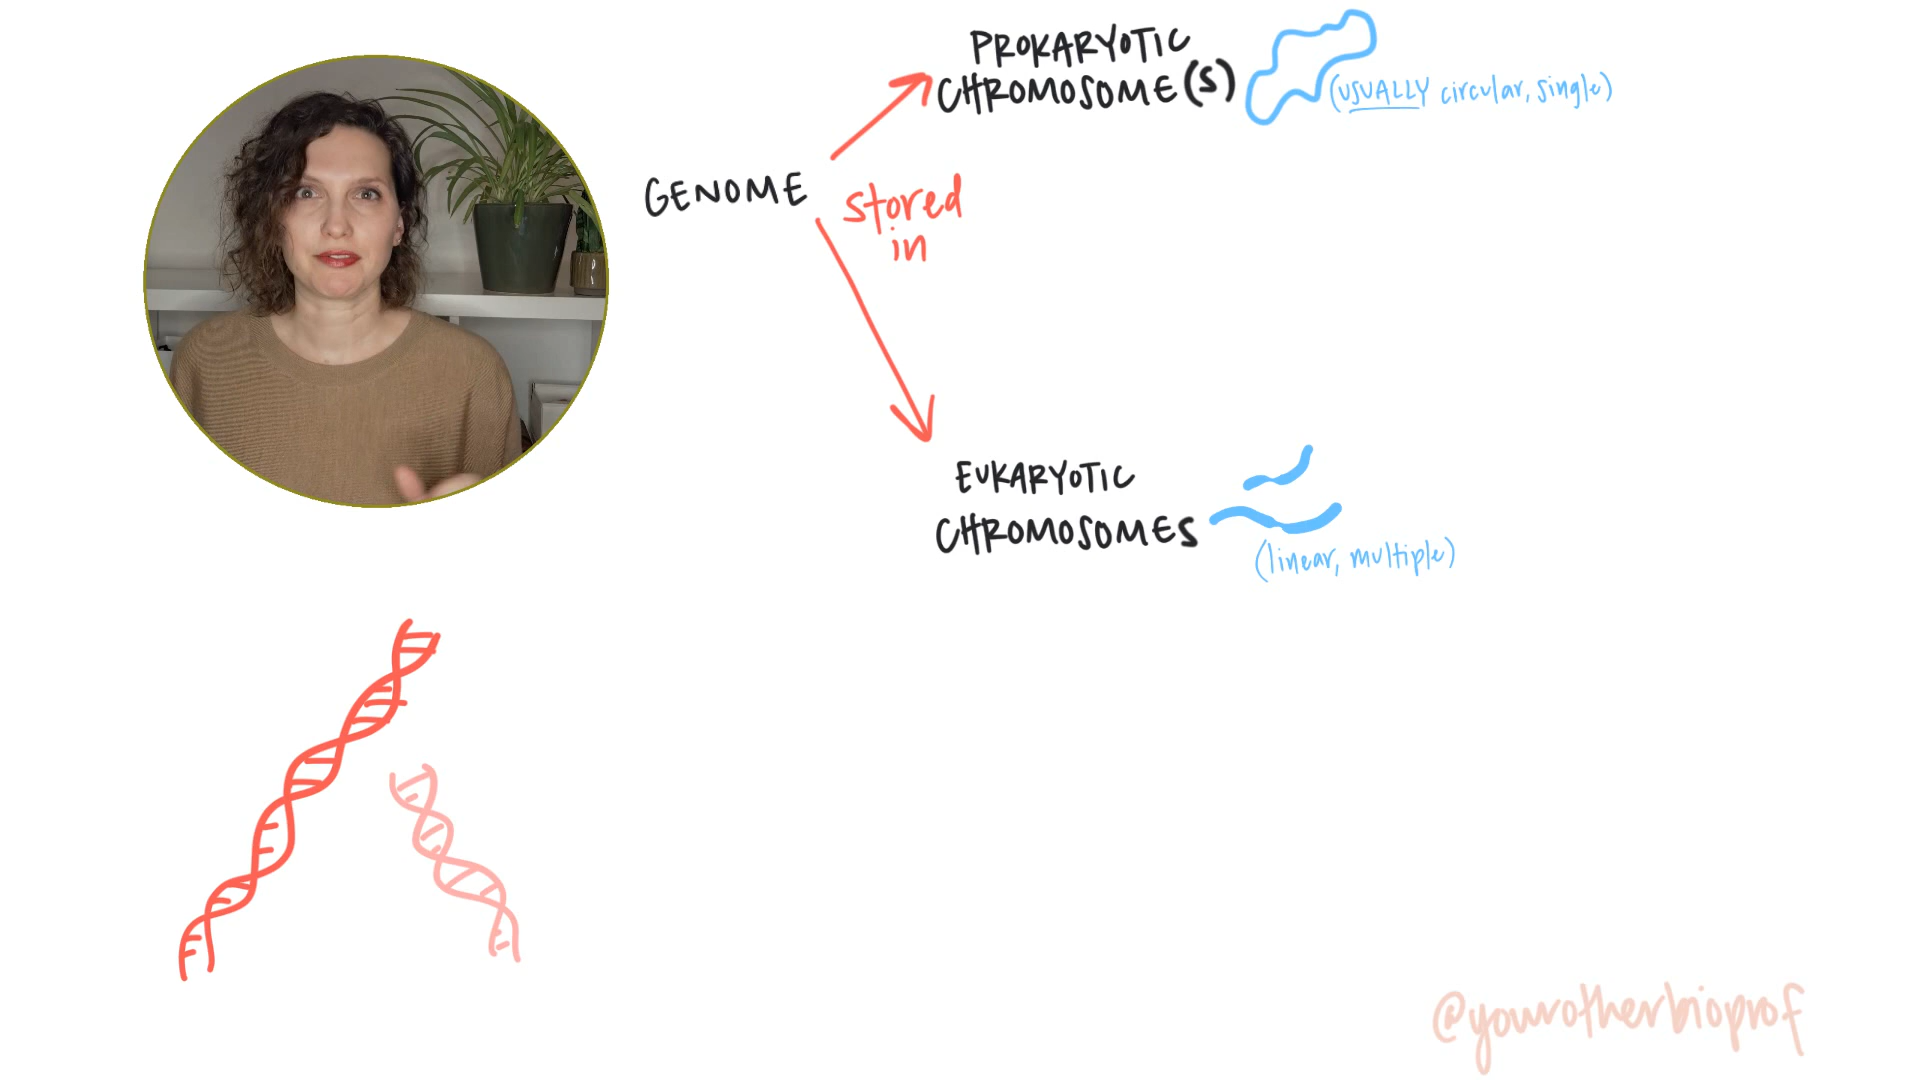 PROKARYOTIC
CHROMOSOME(S)
(USUALLY circular, single)
GENOME
stored
in
EUKARYOTIC
CHROMOSOMES
(linear, multiple)
@yourotherbioprof